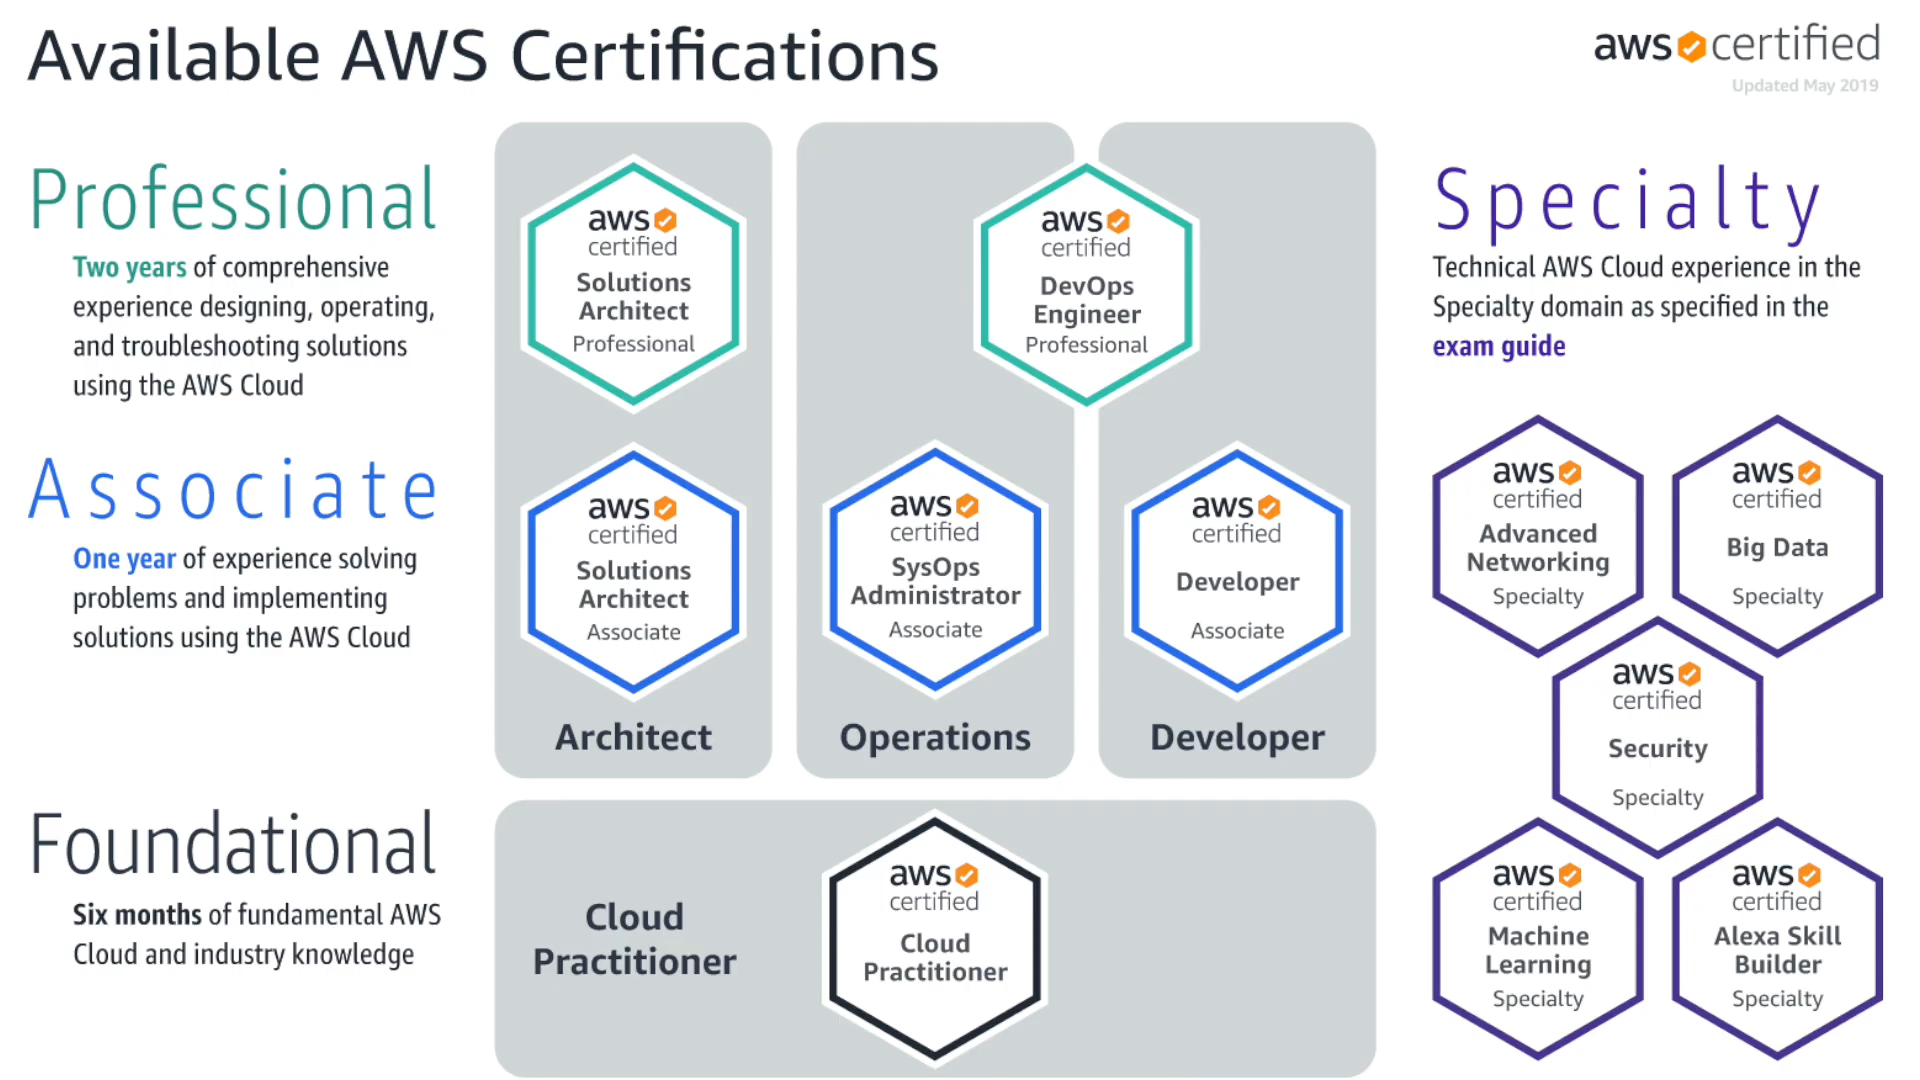 Available AWS Certifications
aws certified
Updated May 2019
Professional
Two years of comprehensive
experience designing, operating,
and troubleshooting solutions
using the AWS Cloud
aws
certified
Solutions
Architect
Professional
aws
certified
DevOps
Engineer
Professional
Associate
One year of experience solving
problems and implementing
solutions using the AWS Cloud
aws
certified
Solutions
Architect
Associate
aws
certified
SysOps
Administrator
Associate
aws
certified
Developer
Associate
Architect
Operations
Developer
Foundational
Six months of fundamental AWS
Cloud and industry knowledge
Cloud
Practitioner
aws
certified
Cloud
Practitioner
Specialty
Technical AWS Cloud experience in the
Specialty domain as specified in the
exam guide
aws
certified
Advanced
Networking
Specialty
aws
certified
Big Data
Specialty
aws
certified
Security
Specialty
aws
certified
Machine
Learning
Specialty
aws
certified
Alexa Skill
Builder
Specialty